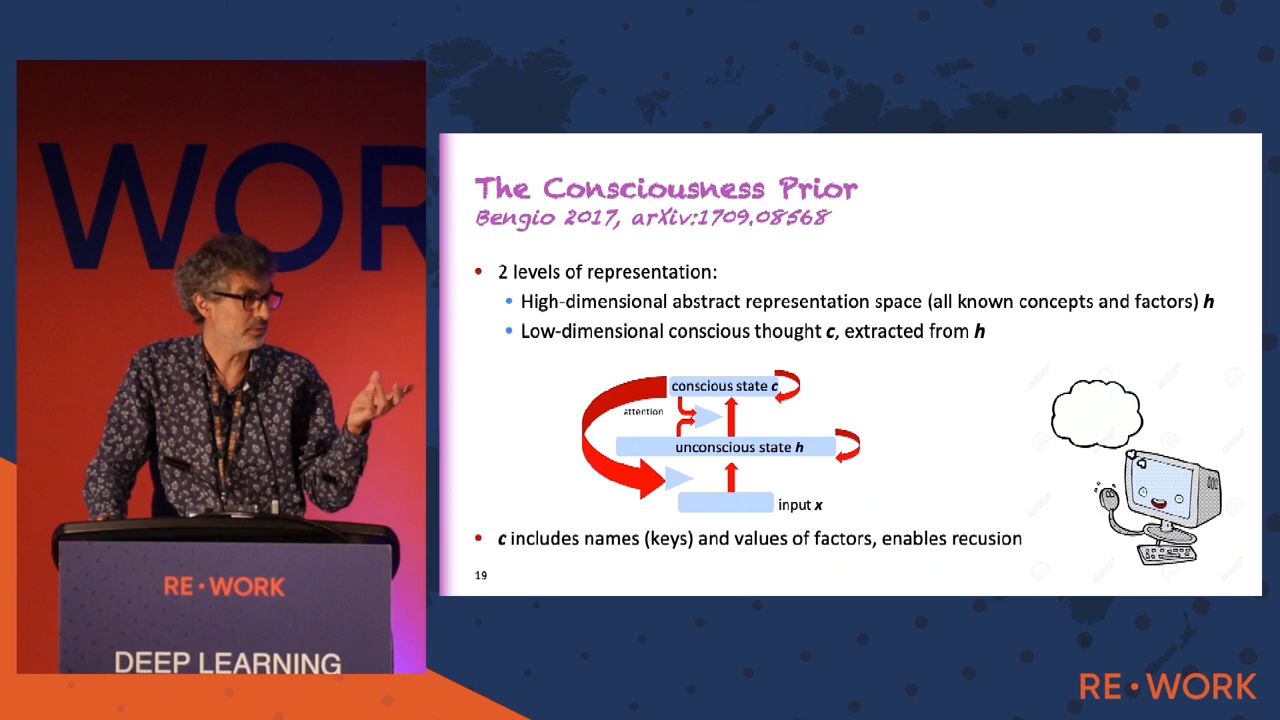 WOR
RE•WORK
DEEP LEARNING
The Consciousness Prior
Bengio 2017, arXiv:1709.08568
• 2 levels of representation:
• High-dimensional abstract representation space (all known concepts and factors) h
• Low-dimensional conscious thought c, extracted from h
conscious state c
attention
unconscious state h
input x
• c includes names (keys) and values of factors, enables recusion
19
RE•WORK